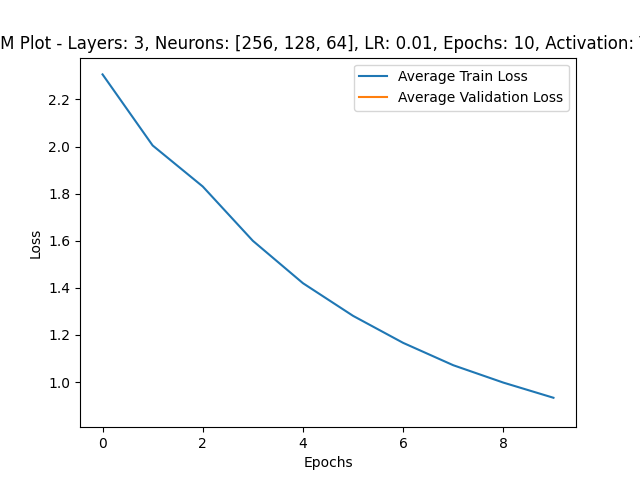 M Plot - Layers: 3, Neurons: [256, 128, 64], LR: 0.01, Epochs: 10, Activation:
Average Train Loss
Average Validation Loss
2.2
2.0
1.8
1.6
1.4
1.2
1.0
Loss
0 2 4 6 8
Epochs